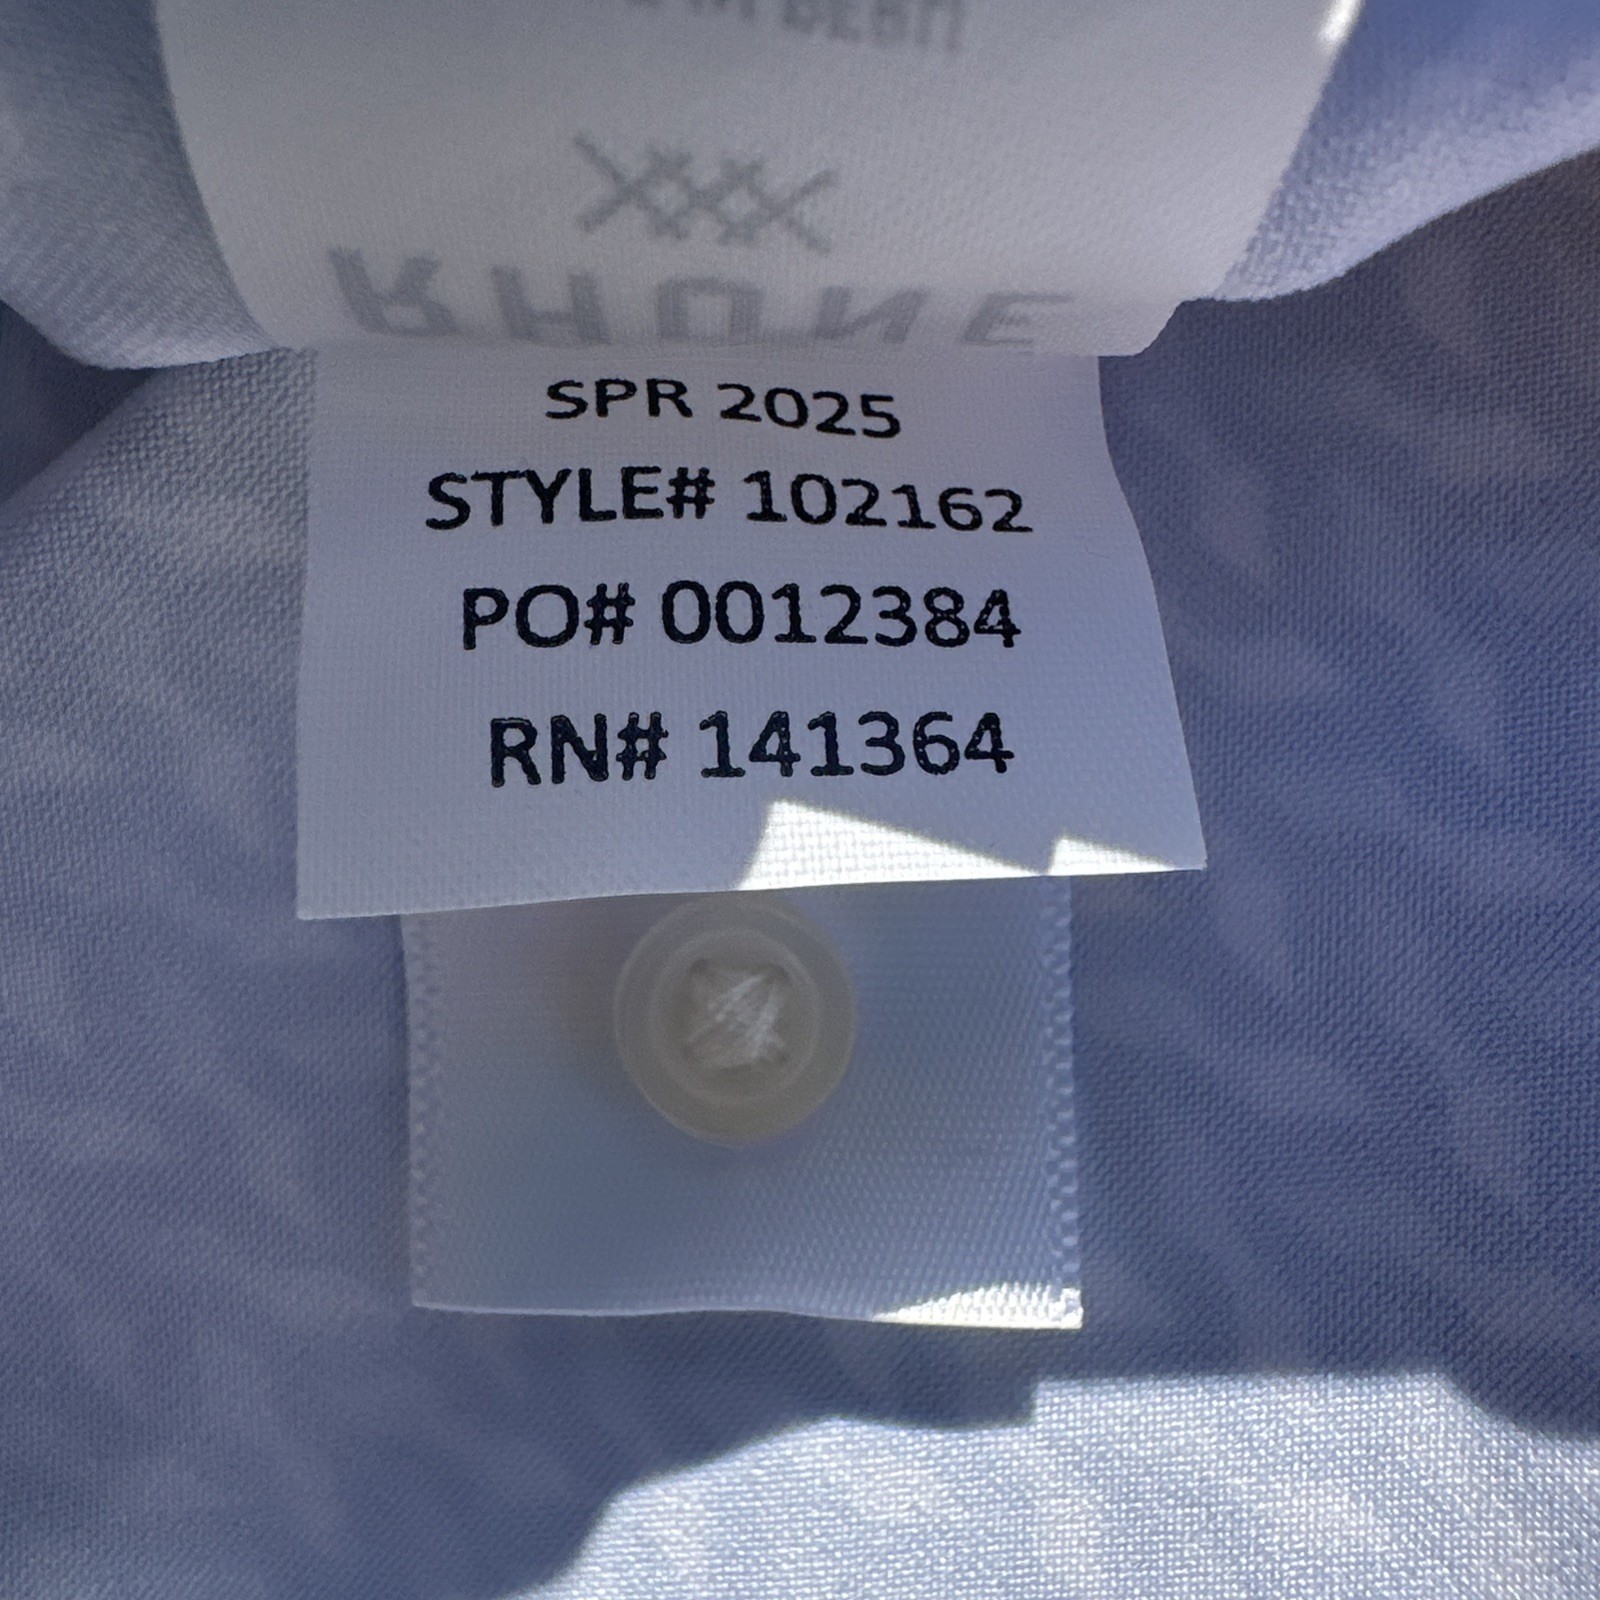 RHONE
SPR 2025
STYLE# 102162
PO# 0012384
RN# 141364